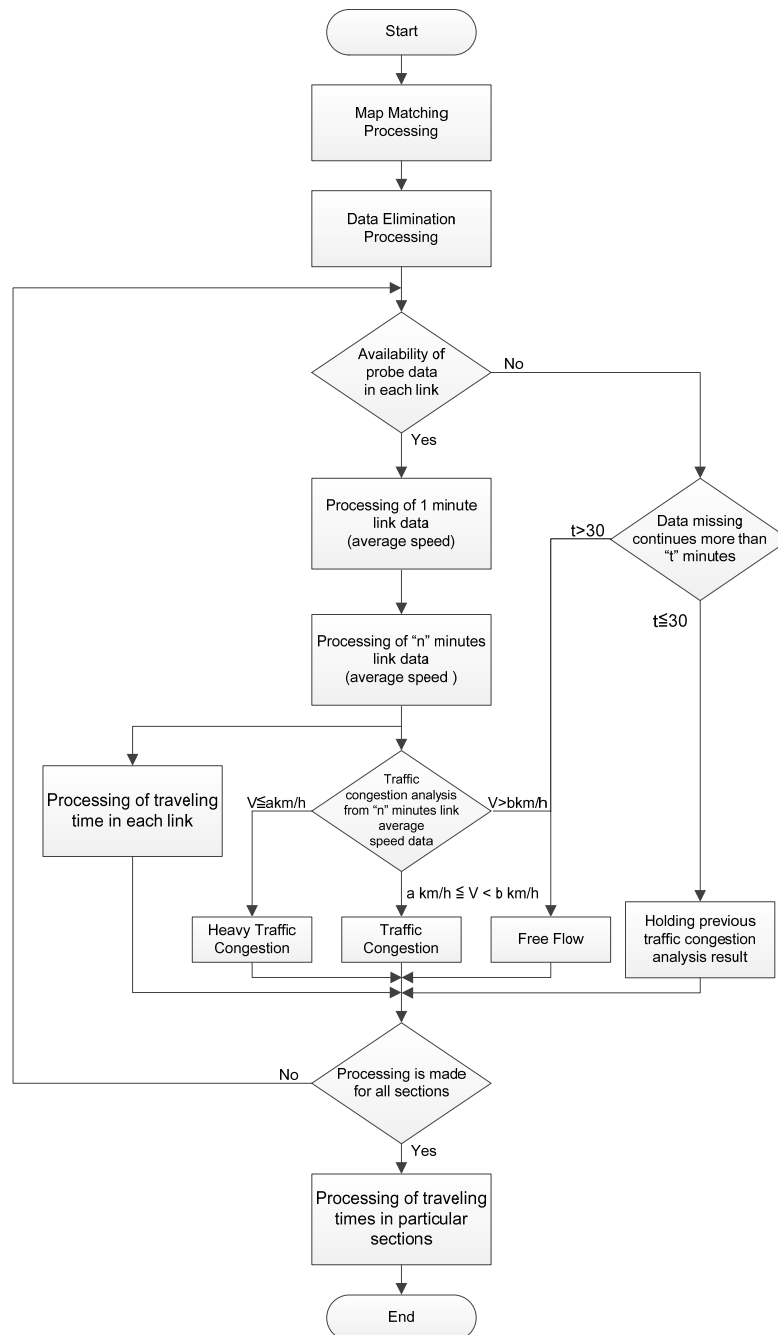 Start
Map Matching
Processing
Data Elimination
Processing
Availability of
probe data
in each link
No
Yes
Processing of 1 minute
link data
(average speed)
t>30
Data missing
continues more than
“t” minutes
t≦30
Processing of “n” minutes
link data
(average speed )
Processing of traveling
time in each link
V≦akm/h
Traffic
congestion analysis
from “n” minutes link
average
speed data
V>bkm/h
a km/h ≦ V < b km/h
Heavy Traffic
Congestion
Traffic
Congestion
Free Flow
Holding previous
traffic congestion
analysis result
No
Processing is made
for all sections
Yes
Processing of traveling
times in particular
sections
End